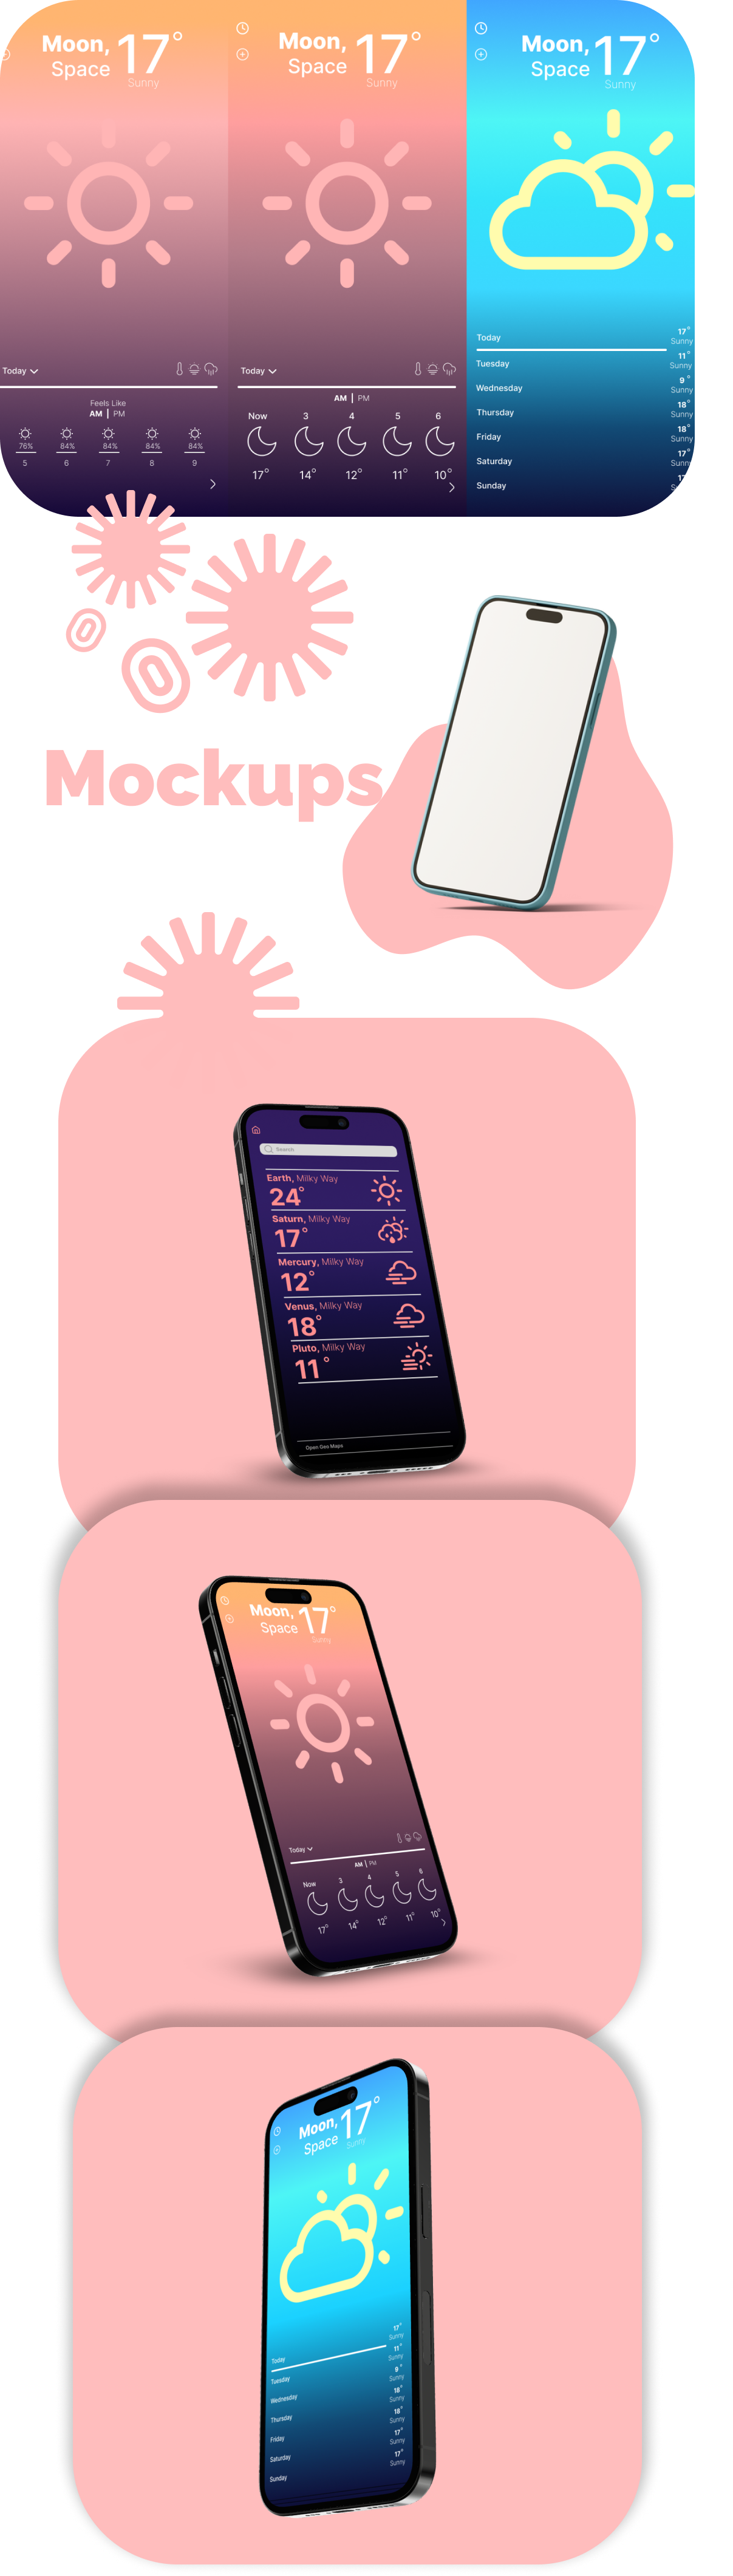 Moon, 17°
Space
Sunny
Today
Feels Like
AM | PM
76% 84% 84% 84% 84%
5 6 7 8 9
Moon, 17°
Space
Sunny
Today
AM | PM
Now 3 4 5 6
17° 14° 12° 11° 10°
Moon, 17°
Space
Sunny
Today 17°
Sunny
Tuesday 11°
Sunny
Wednesday 9°
Sunny
Thursday 18°
Sunny
Friday 18°
Sunny
Saturday 17°
Sunny
Sunday
Mockups
Search
Earth, Milky Way
24°
Saturn, Milky Way
17°
Mercury, Milky Way
12°
Venus, Milky Way
18°
Pluto, Milky Way
11°
Open Geo Maps
Moon, 17°
Space
Sunny
Today
AM | PM
Now 3 4 5 6
17° 14° 12° 11° 10°
Moon, 17°
Space
Sunny
Today 17°
Sunny
Tuesday 11°
Sunny
Wednesday 9°
Sunny
Thursday 18°
Sunny
Friday 18°
Sunny
Saturday 17°
Sunny
Sunday 17°
Sunny